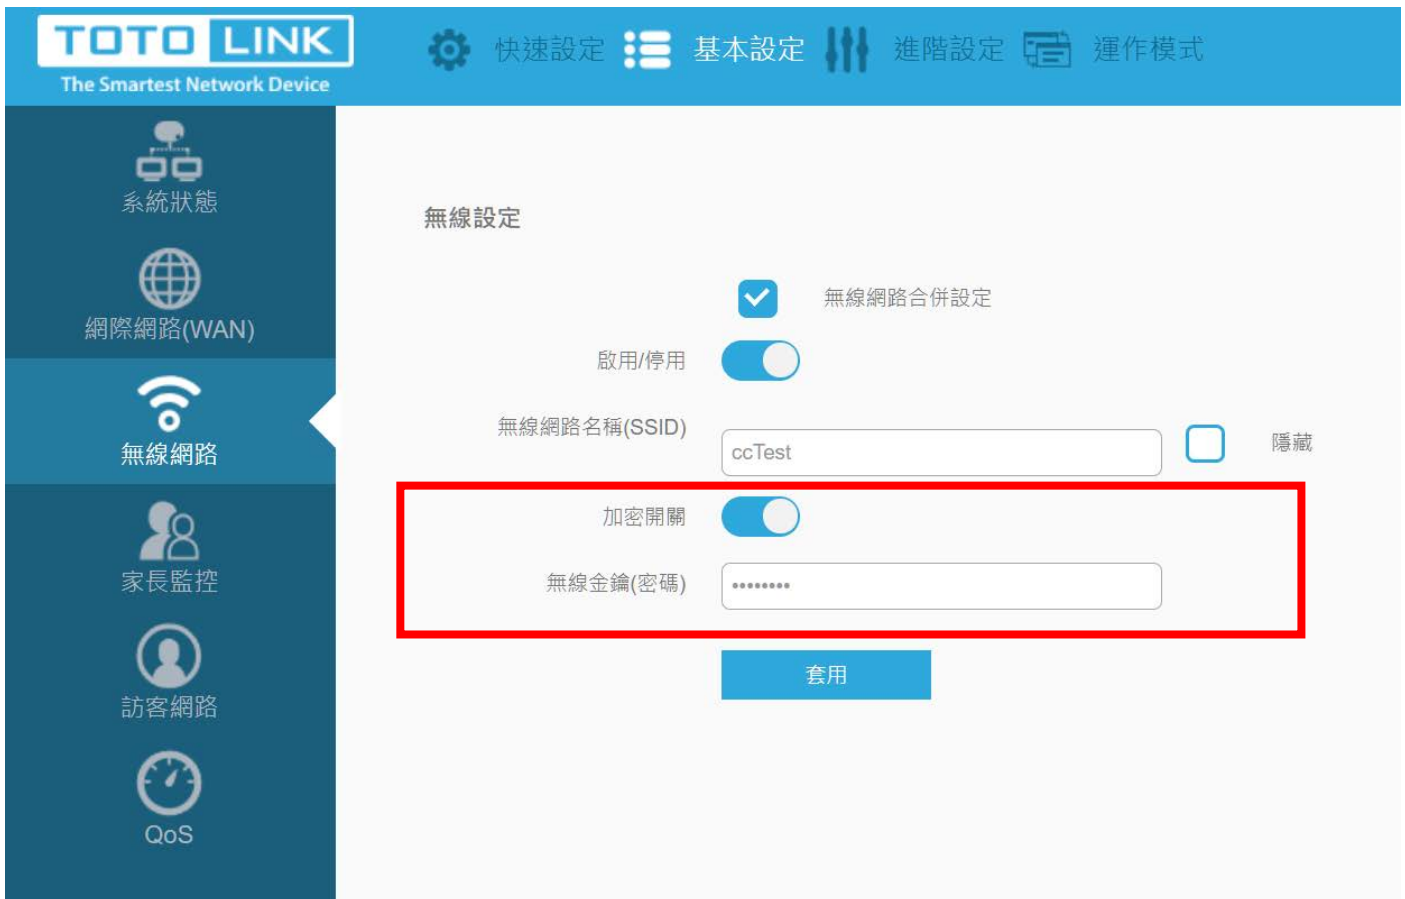 TOTO LINK
The Smartest Network Device
快速設定 基本設定 進階設定 運作模式
系統狀態
網際網路(WAN)
無線網路
家長監控
訪客網路
QoS
無線設定
無線網路合併設定
啟用/停用
無線網路名稱(SSID)
ccTest
隱藏
加密開關
無線金鑰(密碼)
••••••••
套用